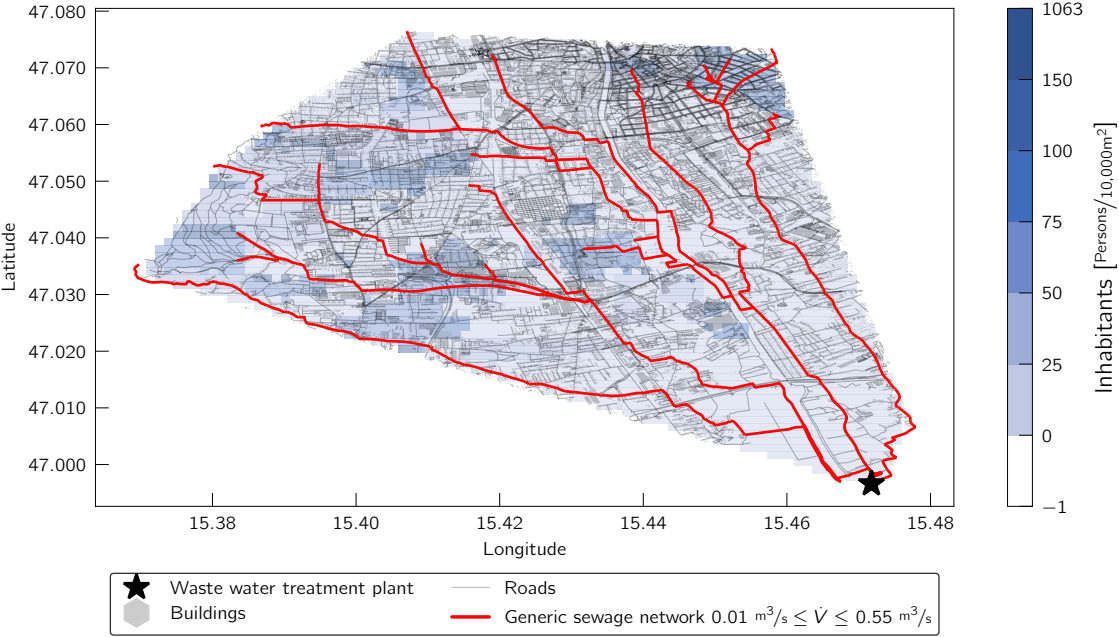 47.080
47.070
47.060
47.050
47.040
47.030
47.020
47.010
47.000
Latitude
15.38 15.40 15.42 15.44 15.46 15.48
Longitude
1063
150
100
75
50
25
0
−1
Inhabitants [Persons/10,000m²]
Waste water treatment plant
Buildings
Roads
Generic sewage network 0.01 m³/s ≤ V̇ ≤ 0.55 m³/s